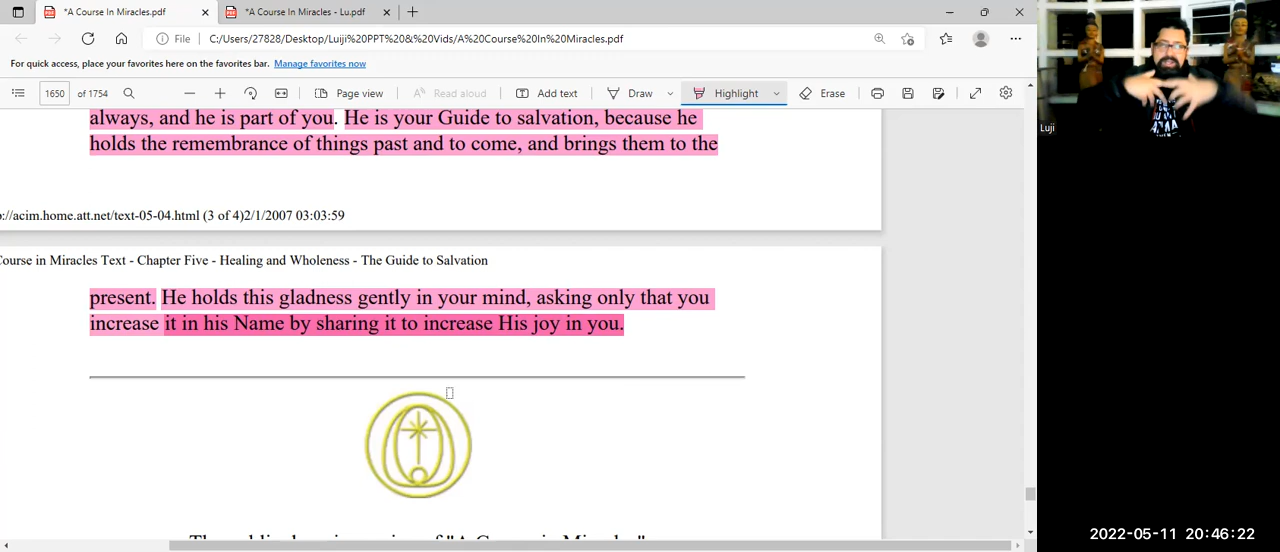 *A Course In Miracles.pdf
*A Course In Miracles - Lu.pdf
File
C:/Users/27828/Desktop/Luiji%20PPT%20&%20Vids/A%20Course%20In%20Miracles.pdf
For quick access, place your favorites here on the favorites bar. Manage favorites now
1650 of 1754
Page view
Read aloud
Add text
Draw
Highlight
Erase
always, and he is part of you. He is your Guide to salvation, because he
holds the remembrance of things past and to come, and brings them to the
://acim.home.att.net/text-05-04.html (3 of 4)2/1/2007 03:03:59
Course in Miracles Text - Chapter Five - Healing and Wholeness - The Guide to Salvation
present. He holds this gladness gently in your mind, asking only that you
increase it in his Name by sharing it to increase His joy in you.
Luji
2022-05-11 20:46:22